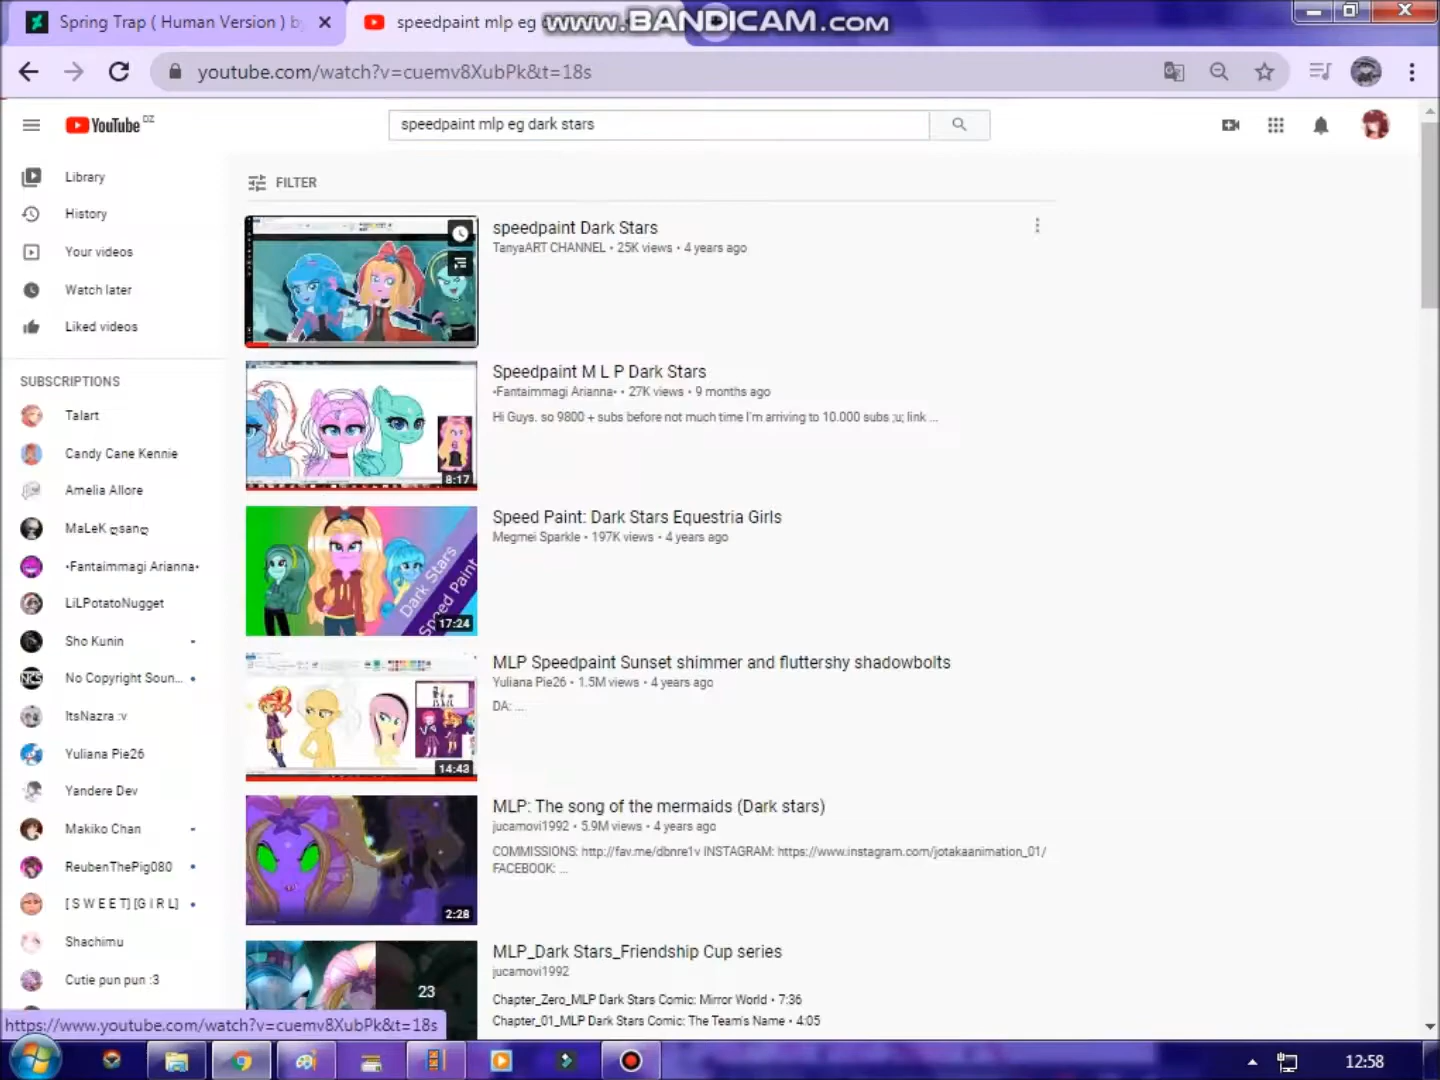 Spring Trap ( Human Version ) b
speedpaint mlp eg
www.BANDICAM.com
youtube.com/watch?v=cuemv8XubPk&t=18s
YouTube DZ
speedpaint mlp eg dark stars
Library
History
Your videos
Watch later
Liked videos
SUBSCRIPTIONS
Talart
Candy Cane Kennie
Amelia Allore
MaLeK ღsanღ
•Fantaimmagi Arianna•
LiLPotatoNugget
Sho Kunin
No Copyright Soun...
ItsNazra :v
Yuliana Pie26
Yandere Dev
Makiko Chan
ReubenThePig080
[ S W E E T] [G I R L]
Shachimu
Cutie pun pun :3
FILTER
speedpaint Dark Stars
TanyaART CHANNEL • 25K views • 4 years ago
Speedpaint M L P Dark Stars
•Fantaimmagi Arianna• • 27K views • 9 months ago
Hi Guys. so 9800 + subs before not much time I'm arriving to 10.000 subs ;u; link ...
8:17
Speed Paint: Dark Stars Equestria Girls
Megmei Sparkle • 197K views • 4 years ago
Dark Stars
Speed Paint
17:24
MLP Speedpaint Sunset shimmer and fluttershy shadowbolts
Yuliana Pie26 • 1.5M views • 4 years ago
DA: ...
14:43
MLP: The song of the mermaids (Dark stars)
jucamovi1992 • 5.9M views • 4 years ago
COMMISSIONS: http://fav.me/dbnre1v INSTAGRAM: https://www.instagram.com/jotakaanimation_01/
FACEBOOK: ...
2:28
MLP_Dark Stars_Friendship Cup series
jucamovi1992
23
Chapter_Zero_MLP Dark Stars Comic: Mirror World • 7:36
Chapter_01_MLP Dark Stars Comic: The Team's Name • 4:05
https://www.youtube.com/watch?v=cuemv8XubPk&t=18s
12:58